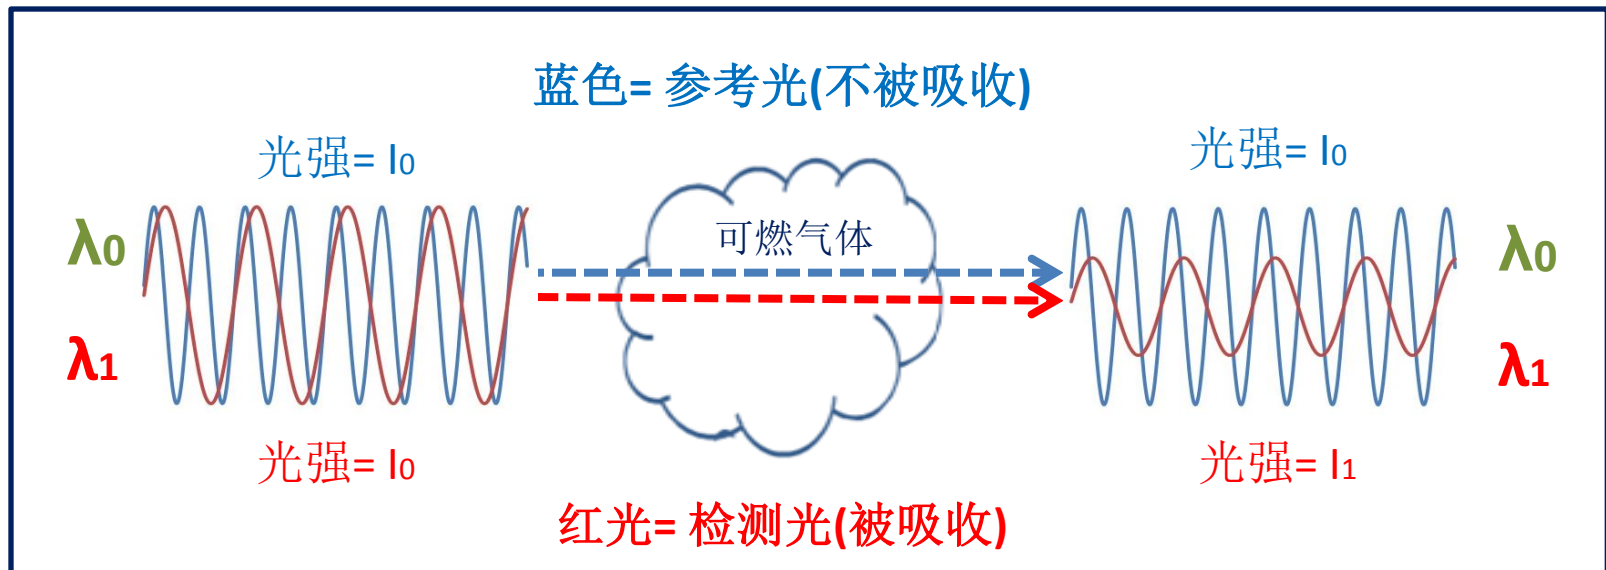 蓝色= 参考光(不被吸收)
光强= I0
光强= I0
λ0
可燃气体
λ0
λ1
λ1
光强= I0
光强= I1
红光= 检测光(被吸收)